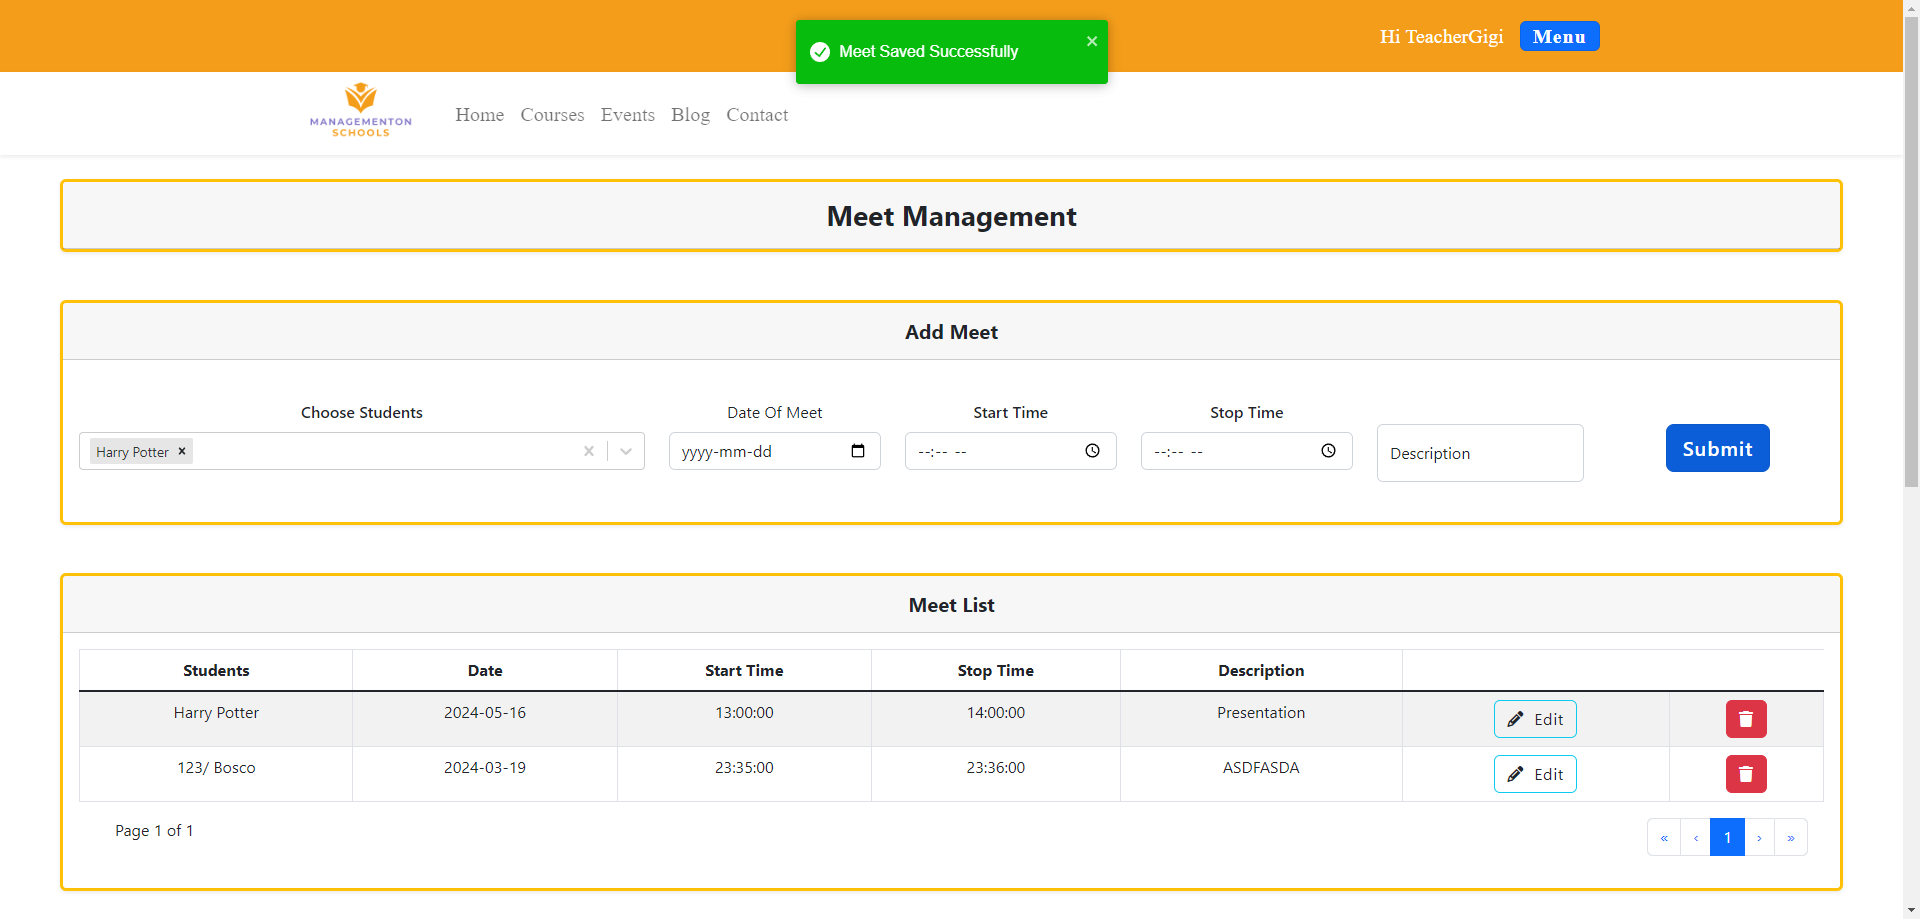 Meet Saved Successfully
Hi TeacherGigi Menu
MANAGEMENTON
SCHOOLS
Home Courses Events Blog Contact
Meet Management
Add Meet
Choose Students Date Of Meet Start Time Stop Time
Harry Potter yyyy-mm-dd --:-- -- --:-- -- Description Submit
Meet List
Students Date Start Time Stop Time Description
Harry Potter 2024-05-16 13:00:00 14:00:00 Presentation Edit
123/ Bosco 2024-03-19 23:35:00 23:36:00 ASDFASDA Edit
Page 1 of 1 « ‹ 1 › »